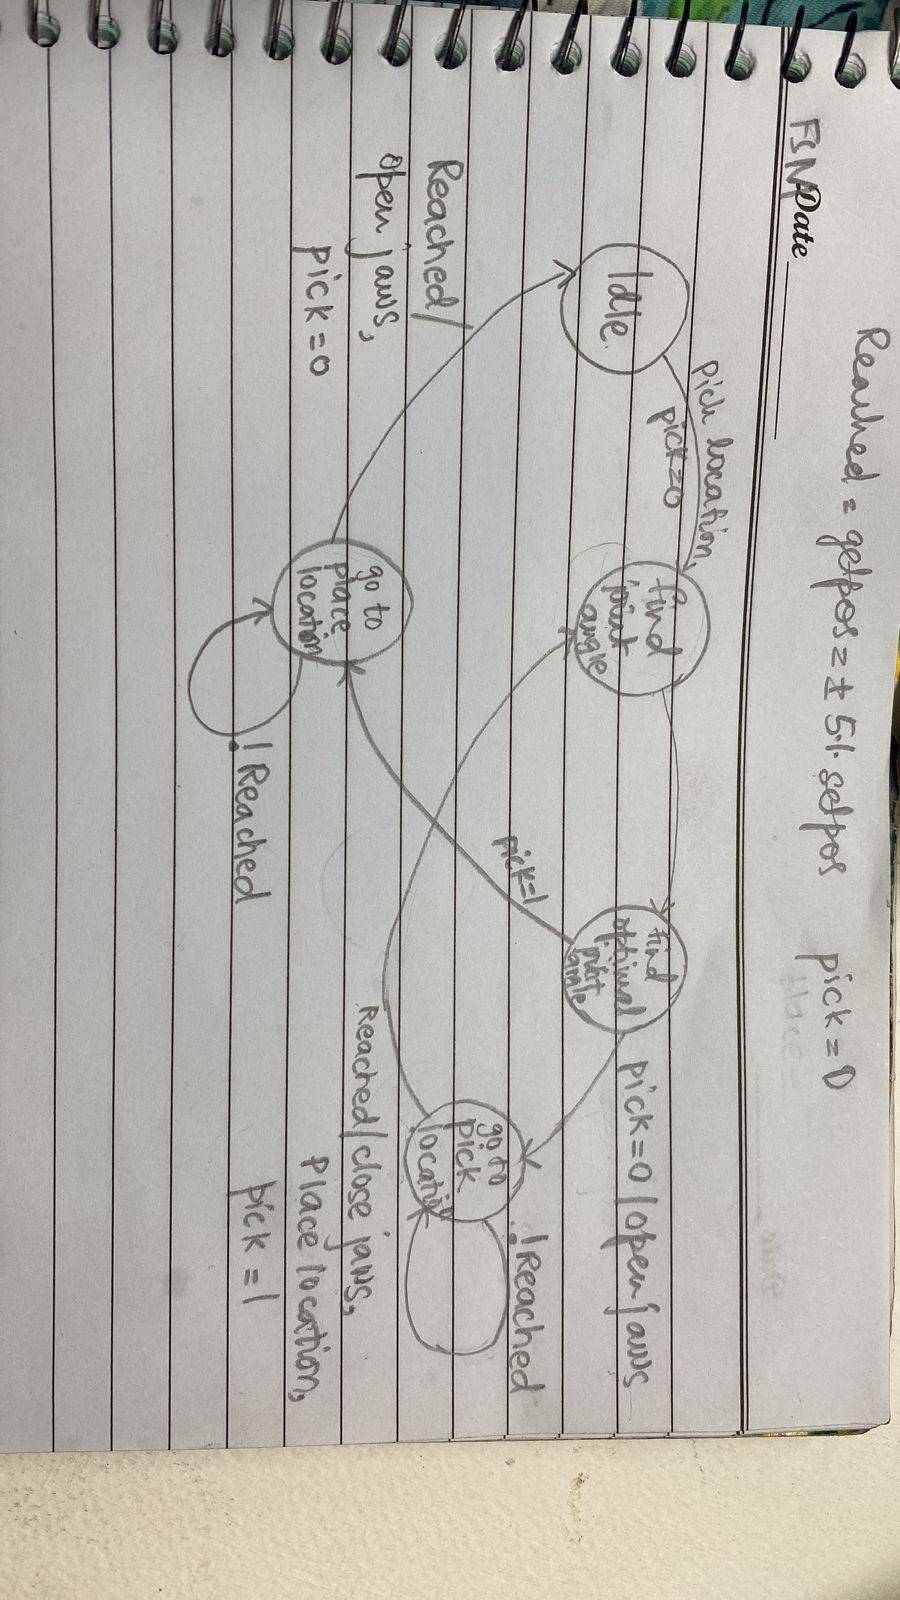 Reached = getpos = ± 5% setpos    pick = 0
place
FSM
Date
Pick location,
pick=0
Idle
find
joint
angle
find
optimal
joint
angle
pick=0/open jaws
pick=1
go to
pick
location
!Reached
Reached/
open jaws,
pick=0
go to
place
location
Reached/close jaws,
Place location,
pick=1
!Reached